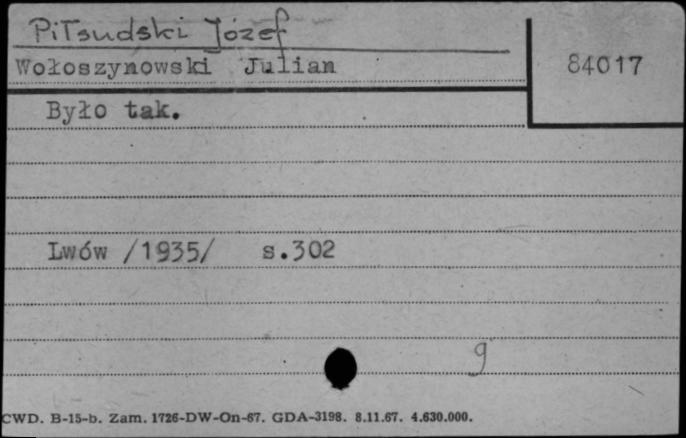 Piłsudski Józef
Wołoszynowski Julian
84017
Było tak.
Lwów /1935/ s.302
g
CWD. B-15-b. Zam. 1726-DW-On-67. GDA-3198. 8.11.67. 4.630.000.